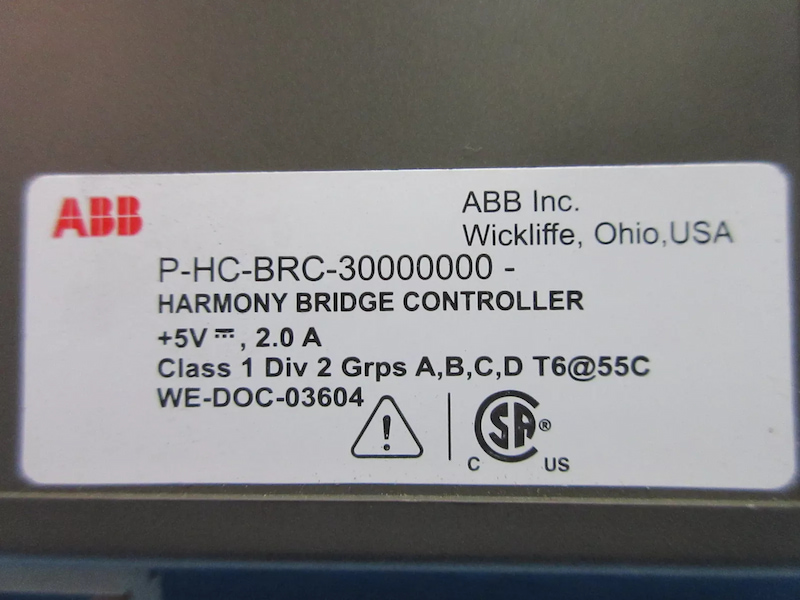 ABB
ABB Inc.
Wickliffe, Ohio,USA
P-HC-BRC-30000000 -
HARMONY BRIDGE CONTROLLER
+5V ⎓, 2.0 A
Class 1 Div 2 Grps A,B,C,D T6@55C
WE-DOC-03604
!
C SA ® US